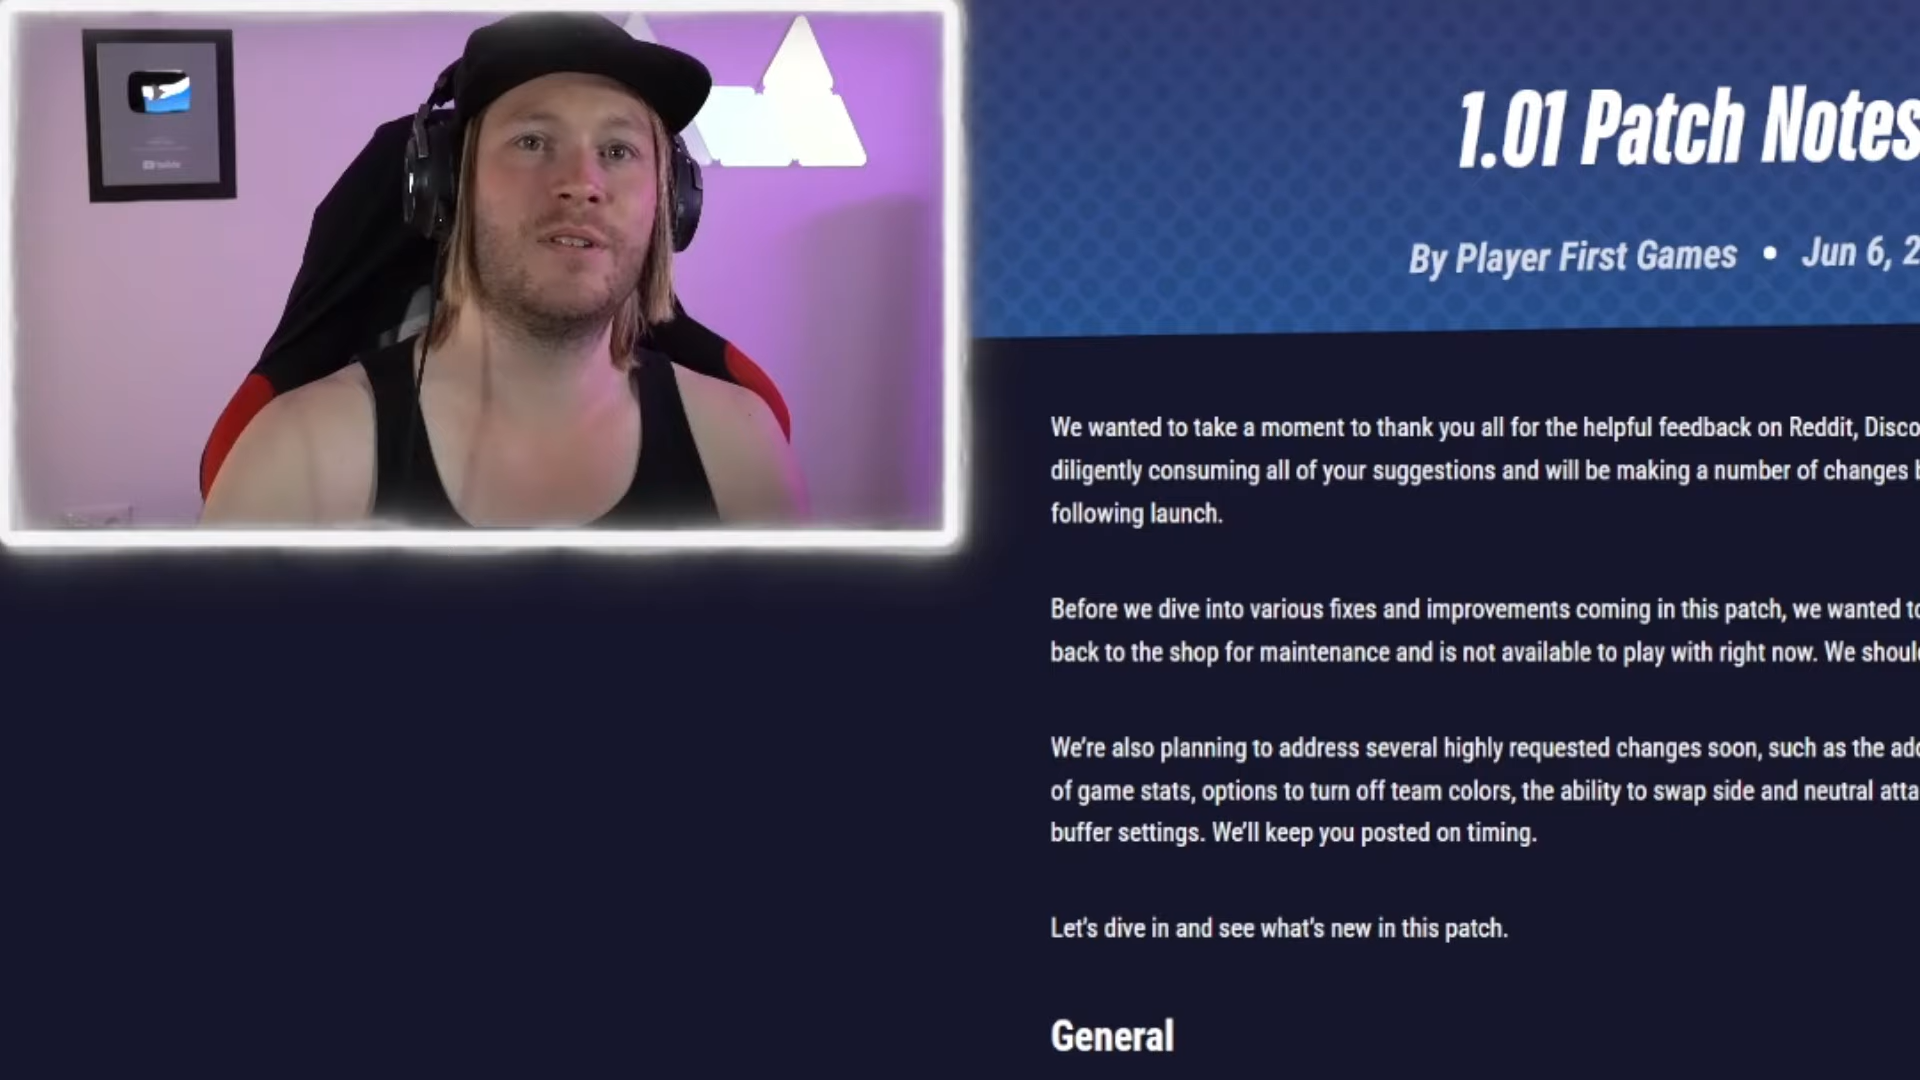 1.01 Patch Notes
By Player First Games • Jun 6, 2
We wanted to take a moment to thank you all for the helpful feedback on Reddit, Disco
diligently consuming all of your suggestions and will be making a number of changes b
following launch.
Before we dive into various fixes and improvements coming in this patch, we wanted to
back to the shop for maintenance and is not available to play with right now. We should
We're also planning to address several highly requested changes soon, such as the add
of game stats, options to turn off team colors, the ability to swap side and neutral atta
buffer settings. We'll keep you posted on timing.
Let's dive in and see what's new in this patch.
General